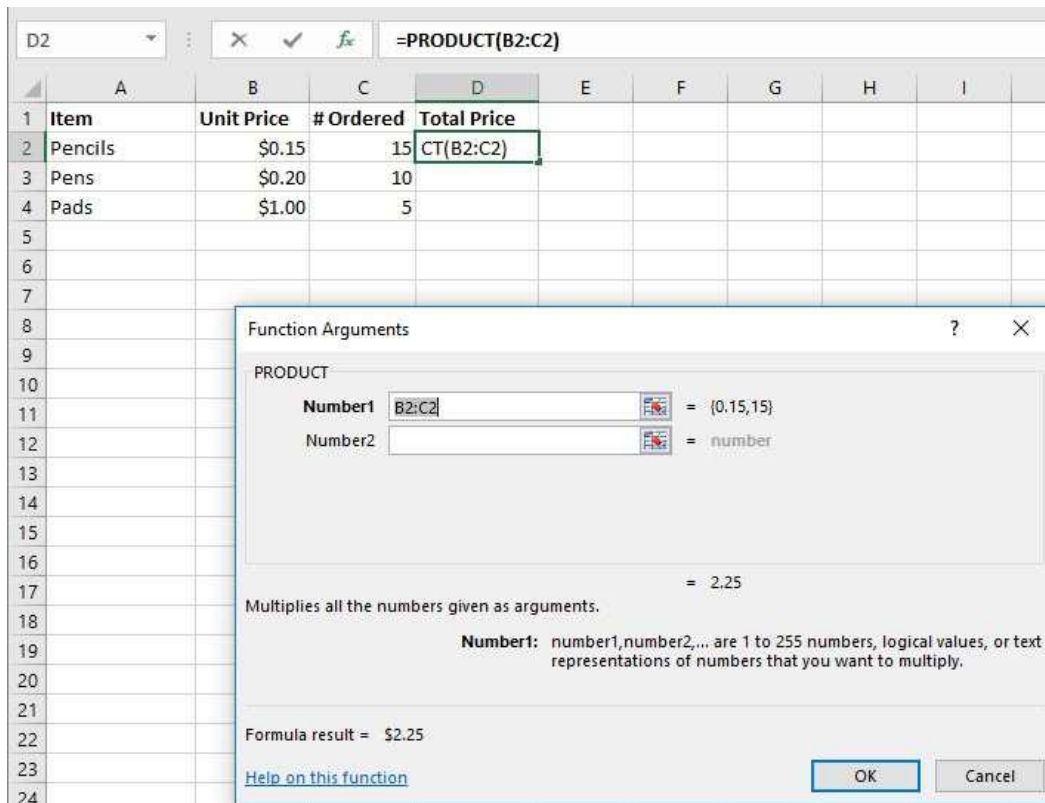 D2 fx =PRODUCT(B2:C2)
A B C D E F G H I
1 Item Unit Price # Ordered Total Price
2 Pencils $0.15 15 CT(B2:C2)
3 Pens $0.20 10
4 Pads $1.00 5
5
6
7
8 Function Arguments ? X
9
10 PRODUCT
11 Number1 B2:C2 = {0.15,15}
12 Number2 = number
13
14
15
16
17 = 2.25
18 Multiplies all the numbers given as arguments.
19 Number1: number1,number2,... are 1 to 255 numbers, logical values, or text
20 representations of numbers that you want to multiply.
21
22 Formula result = $2.25
23 Help on this function OK Cancel
24